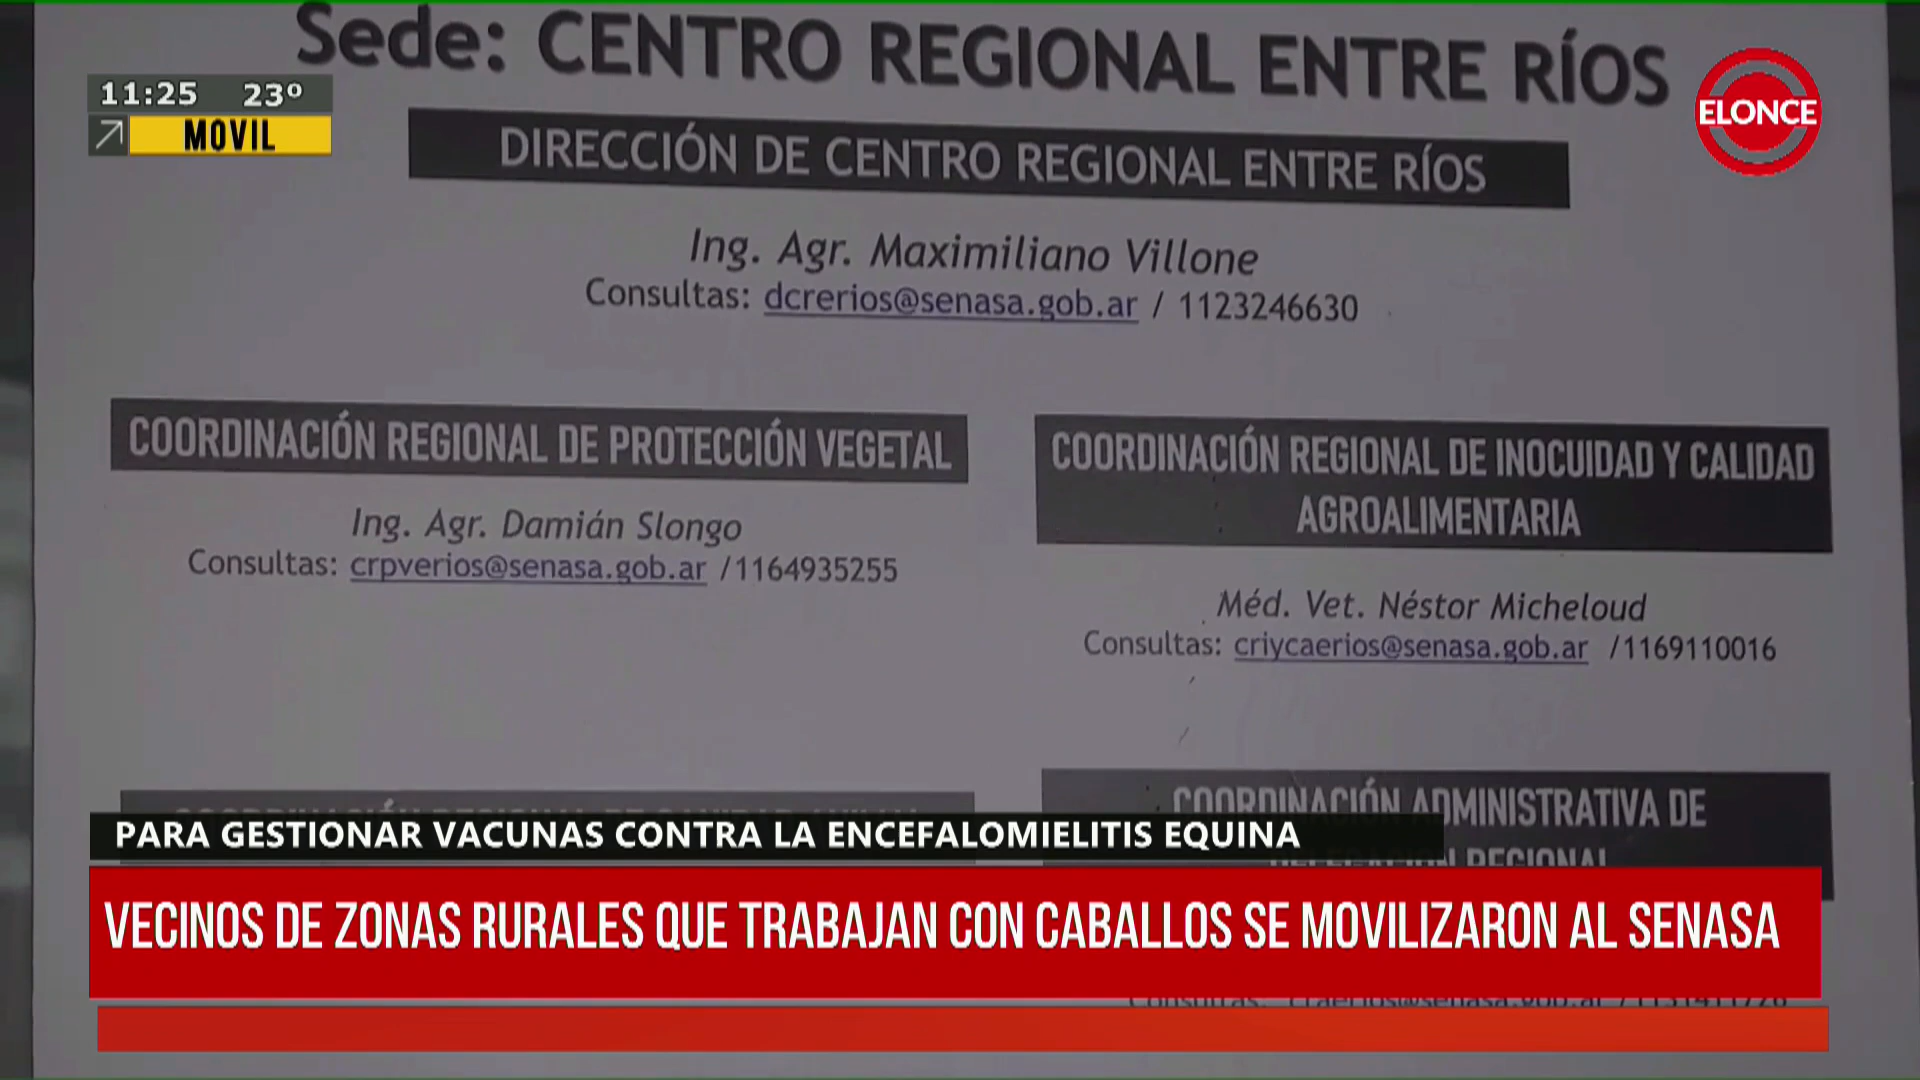 Sede: CENTRO REGIONAL ENTRE RÍOS
11:25 23º
MOVIL
ELONCE
DIRECCIÓN DE CENTRO REGIONAL ENTRE RÍOS
Ing. Agr. Maximiliano Villone
Consultas: dcrerios@senasa.gob.ar / 1123246630
COORDINACIÓN REGIONAL DE PROTECCIÓN VEGETAL
Ing. Agr. Damián Slongo
Consultas: crpverios@senasa.gob.ar /1164935255
COORDINACIÓN REGIONAL DE INOCUIDAD Y CALIDAD
AGROALIMENTARIA
Méd. Vet. Néstor Micheloud
Consultas: criycaerios@senasa.gob.ar /1169110016
COORDINACIÓN ADMINISTRATIVA DE
REGIONAL
PARA GESTIONAR VACUNAS CONTRA LA ENCEFALOMIELITIS EQUINA
VECINOS DE ZONAS RURALES QUE TRABAJAN CON CABALLOS SE MOVILIZARON AL SENASA